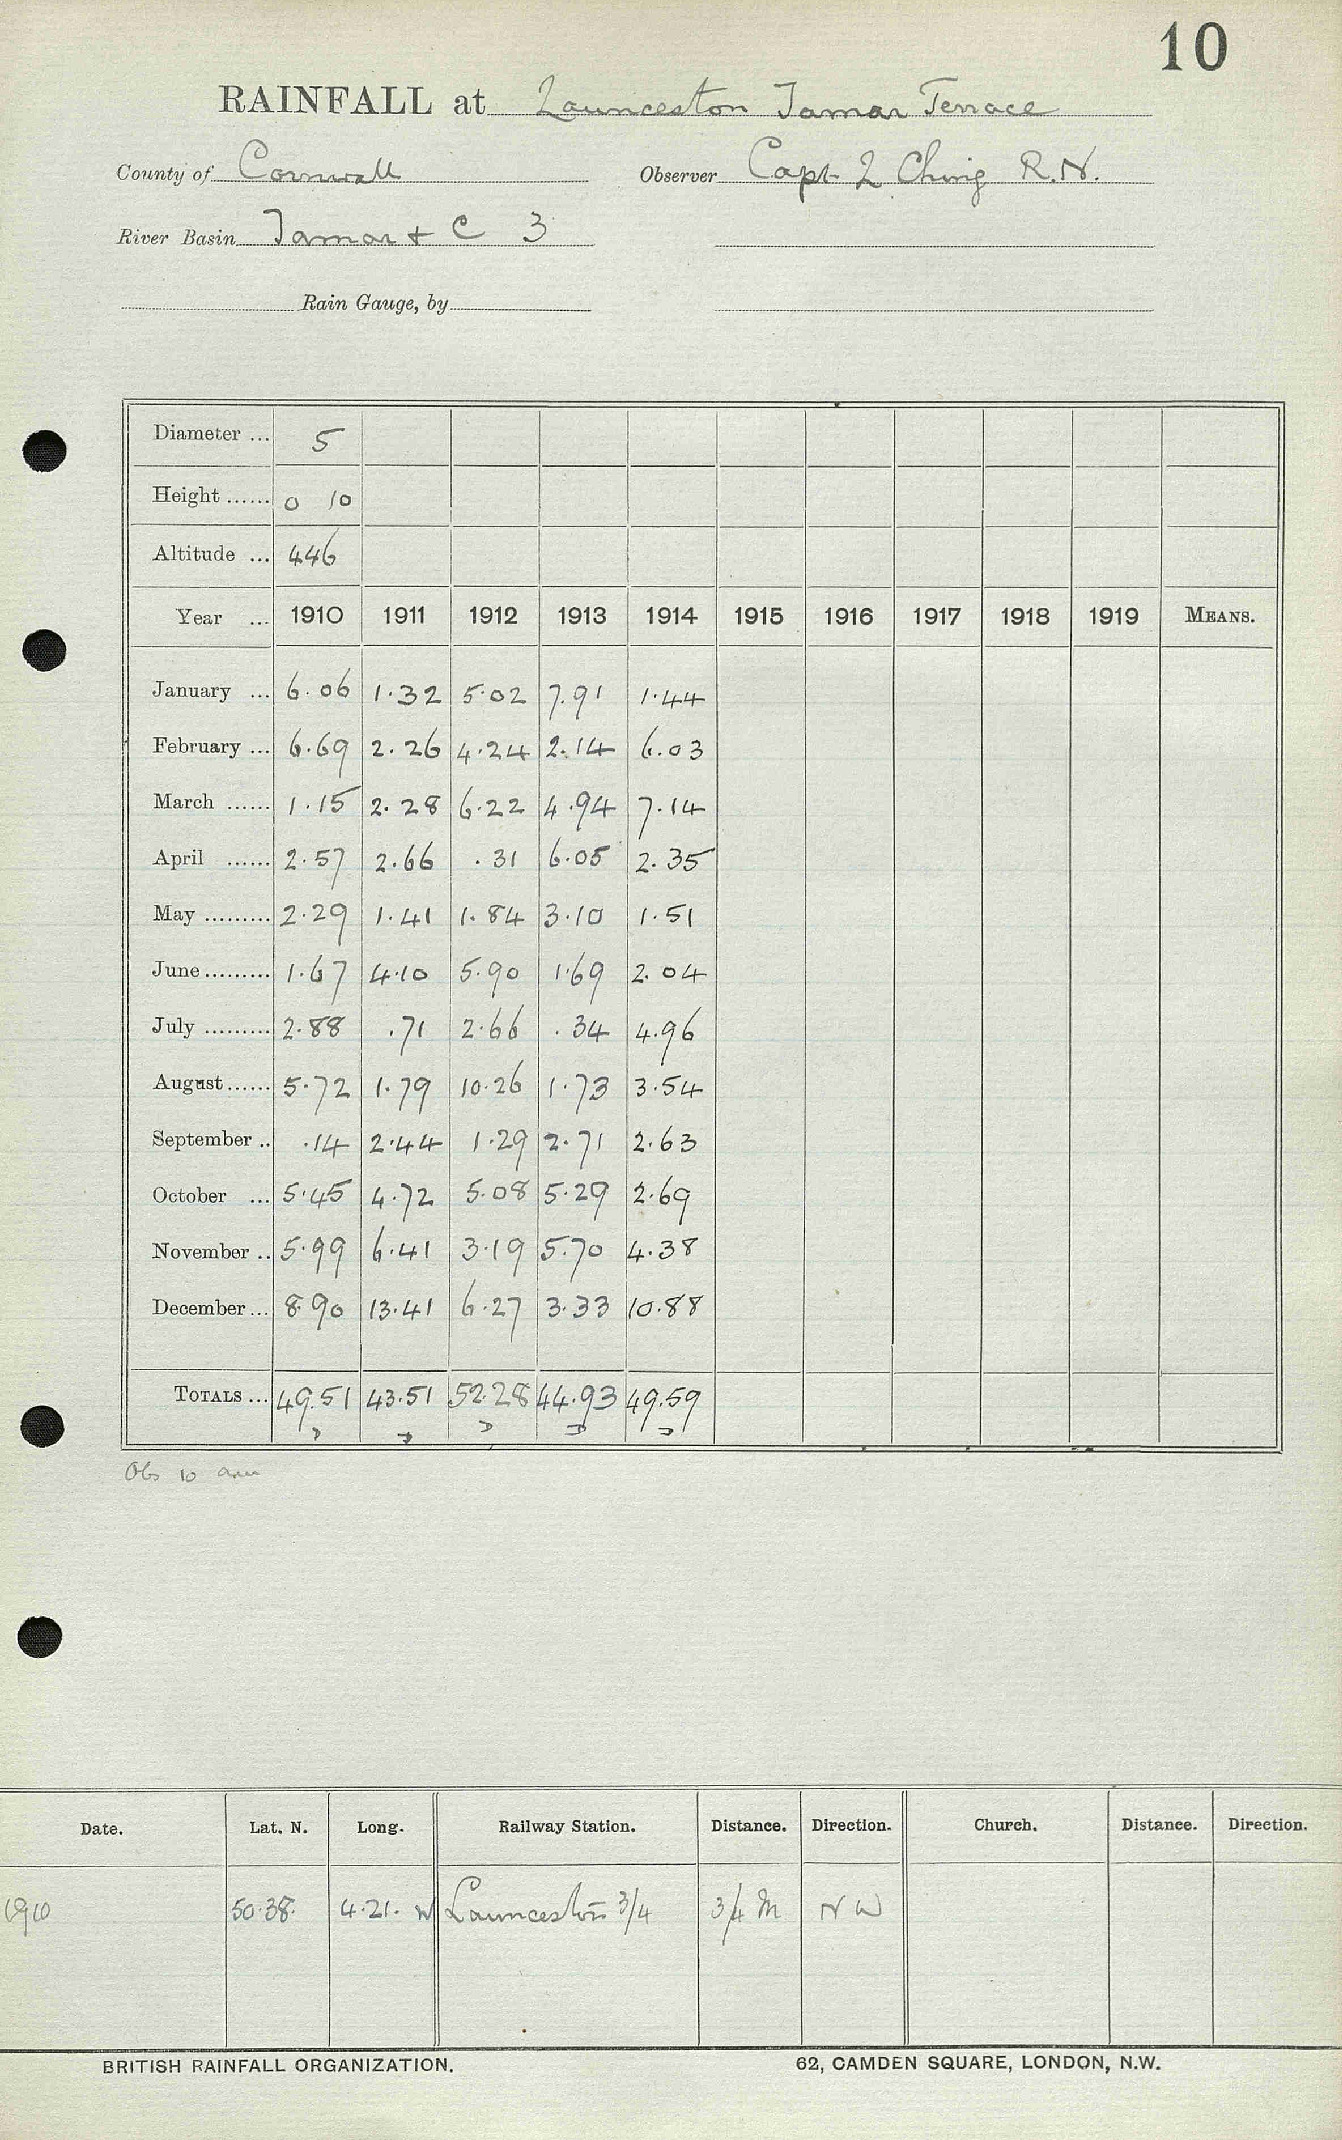 10
RAINFALL at Launceston Tamar Terrace
County of Cornwall Observer Capt L Ching R.N.
River Basin Tamar + C 3
Rain Gauge, by
Diameter ... 5
Height ...... 0 10
Altitude ... 446
Year ... 1910 1911 1912 1913 1914 1915 1916 1917 1918 1919 MEANS.
January ... 6.06 1.32 5.02 7.91 1.44
February ... 6.69 2.26 4.24 2.14 6.03
March ...... 1.15 2.28 6.22 4.94 7.14
April ...... 2.57 2.66 .31 6.05 2.35
May ......... 2.29 1.41 1.84 3.10 1.51
June ......... 1.67 4.10 5.90 1.69 2.04
July ......... 2.88 .71 2.66 .34 4.96
August ...... 5.72 1.79 10.26 1.73 3.54
September .. .14 2.44 1.29 2.71 2.63
October ... 5.45 4.72 5.08 5.29 2.69
November .. 5.99 6.41 3.19 5.70 4.38
December ... 8.90 13.41 6.27 3.33 10.88
TOTALS ... 49.51 43.51 52.28 44.93 49.59
Obs 10 am
Date. Lat. N. Long. Railway Station. Distance. Direction. Church. Distance. Direction.
1910 50.38. 4.21. W Launceston 3/4 3/4 M N W
BRITISH RAINFALL ORGANIZATION. 62, CAMDEN SQUARE, LONDON, N.W.